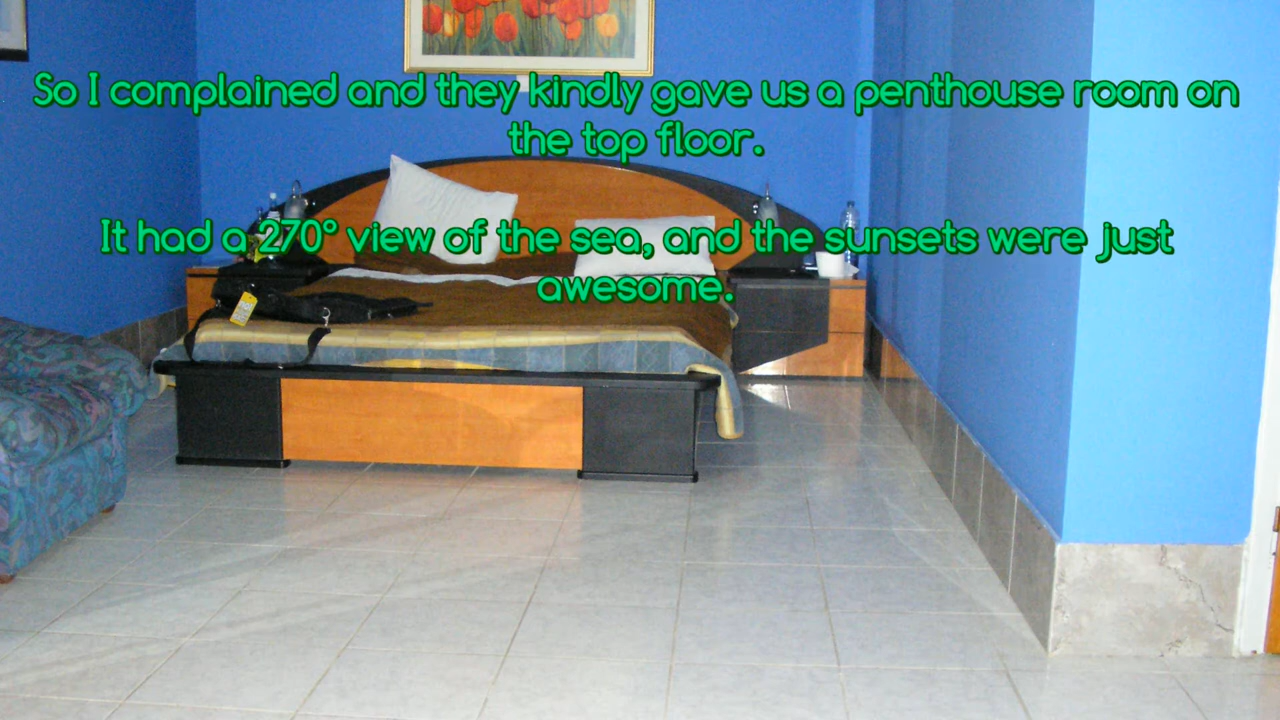 So I complained and they kindly gave us a penthouse room on
the top floor.
It had a 270° view of the sea, and the sunsets were just
awesome.